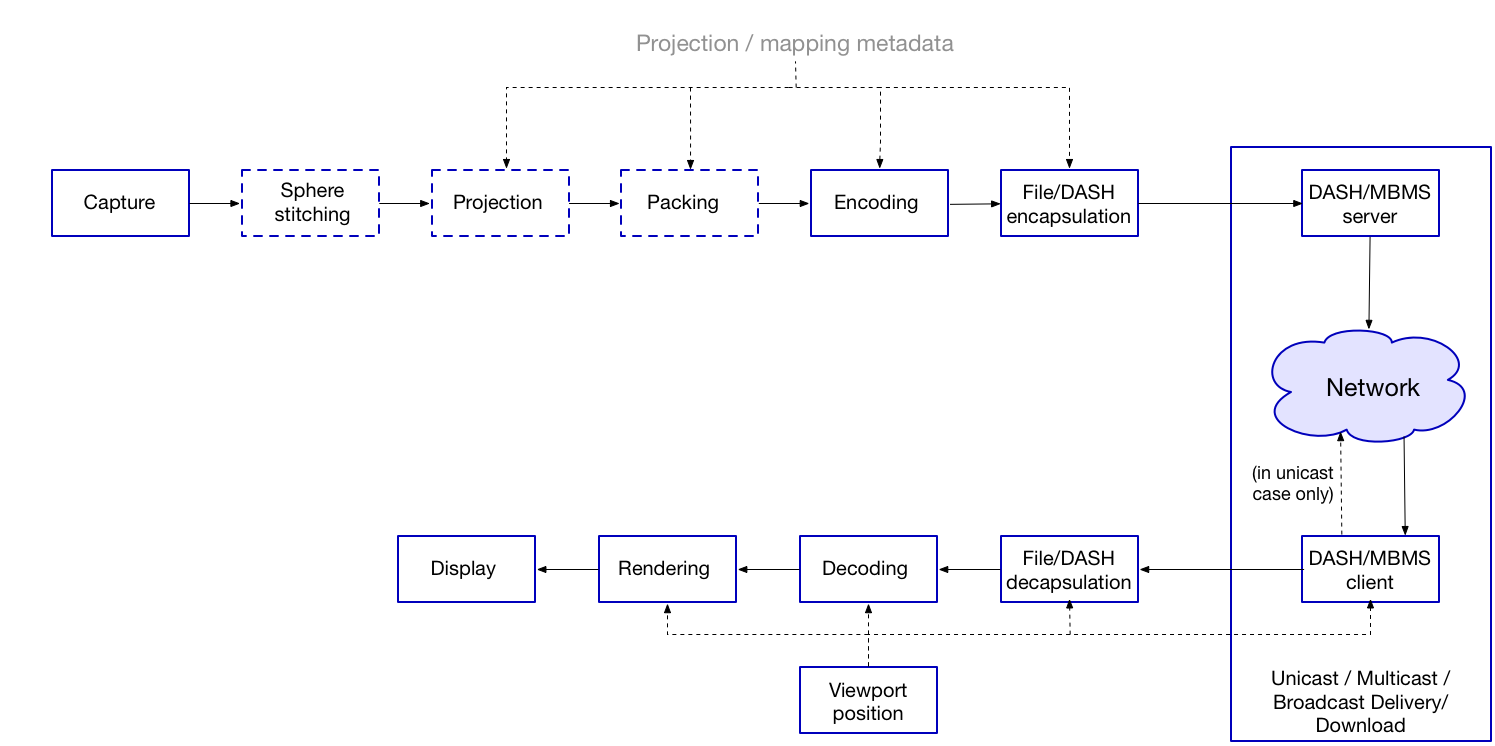 Projection / mapping metadata
Capture
Sphere
stitching
Projection
Packing
Encoding
File/DASH
encapsulation
DASH/MBMS
server
Network
(in unicast
case only)
Display
Rendering
Decoding
File/DASH
decapsulation
DASH/MBMS
client
Viewport
position
Unicast / Multicast /
Broadcast Delivery/
Download